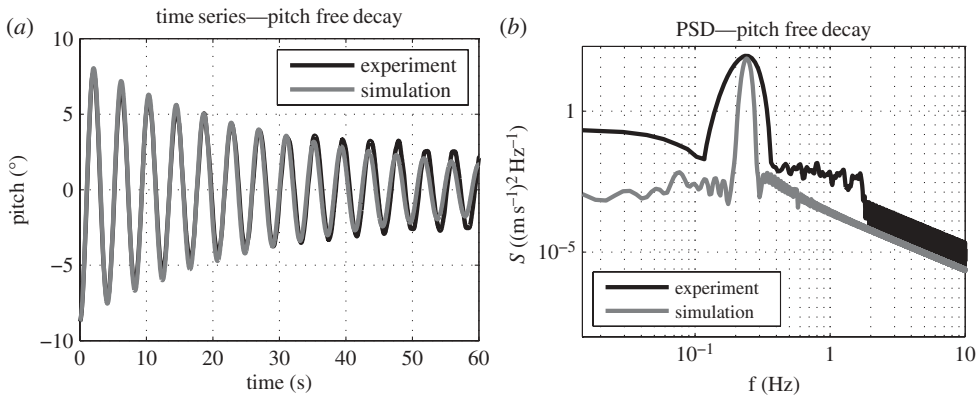 (a)
time series—pitch free decay
10
5
0
−5
−10
pitch (°)
experiment
simulation
0 10 20 30 40 50 60
time (s)
(b)
PSD—pitch free decay
1
10⁻⁵
S ((m s⁻¹)² Hz⁻¹)
experiment
simulation
10⁻¹ 1 10
f (Hz)